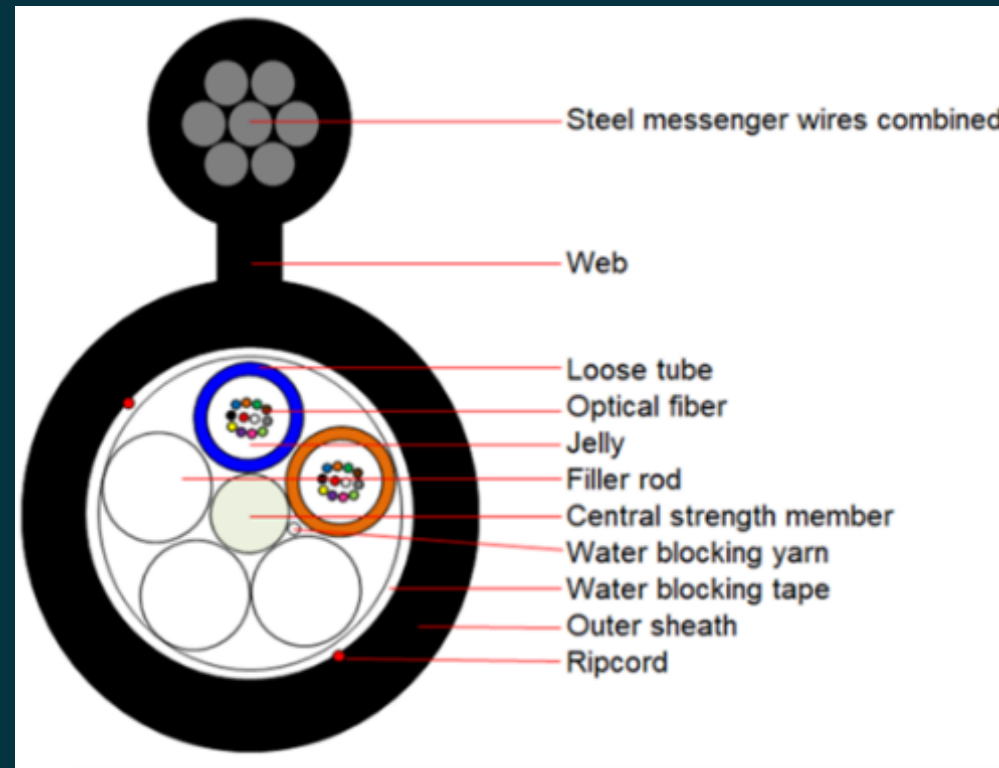 Steel messenger wires combined
Web
Loose tube
Optical fiber
Jelly
Filler rod
Central strength member
Water blocking yarn
Water blocking tape
Outer sheath
Ripcord